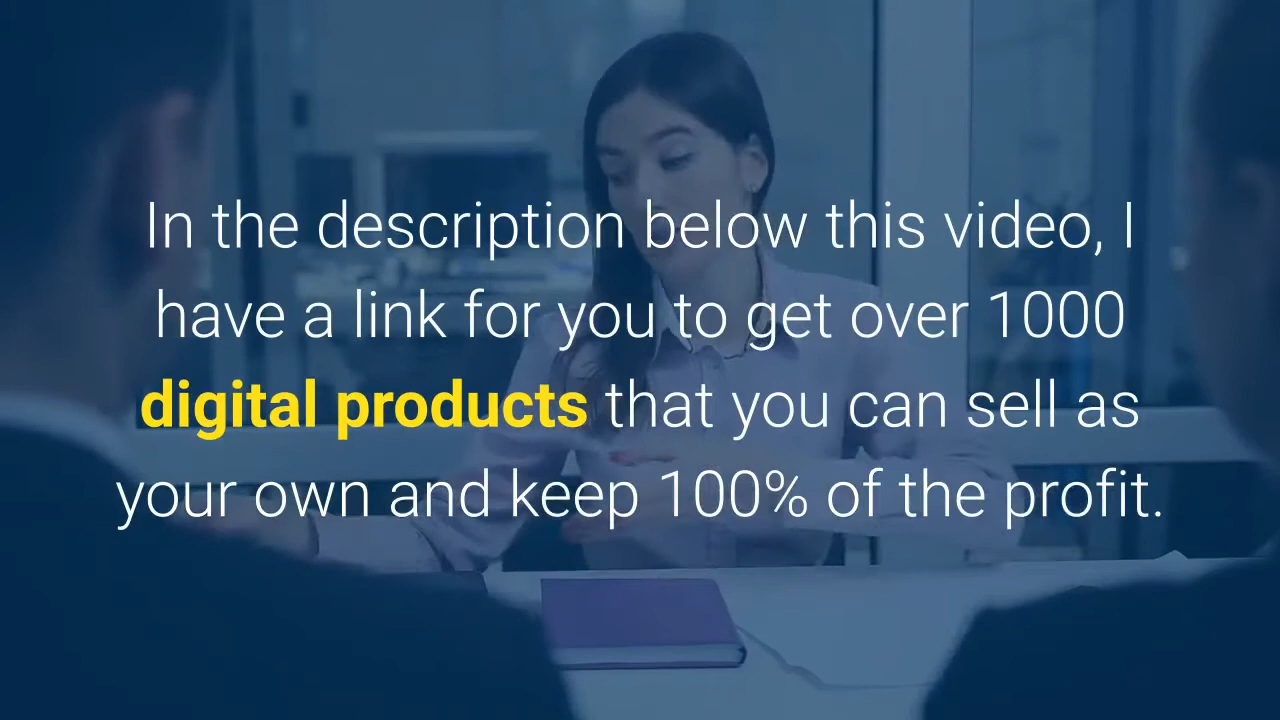 In the description below this video, I
have a link for you to get over 1000
digital products that you can sell as
your own and keep 100% of the profit.